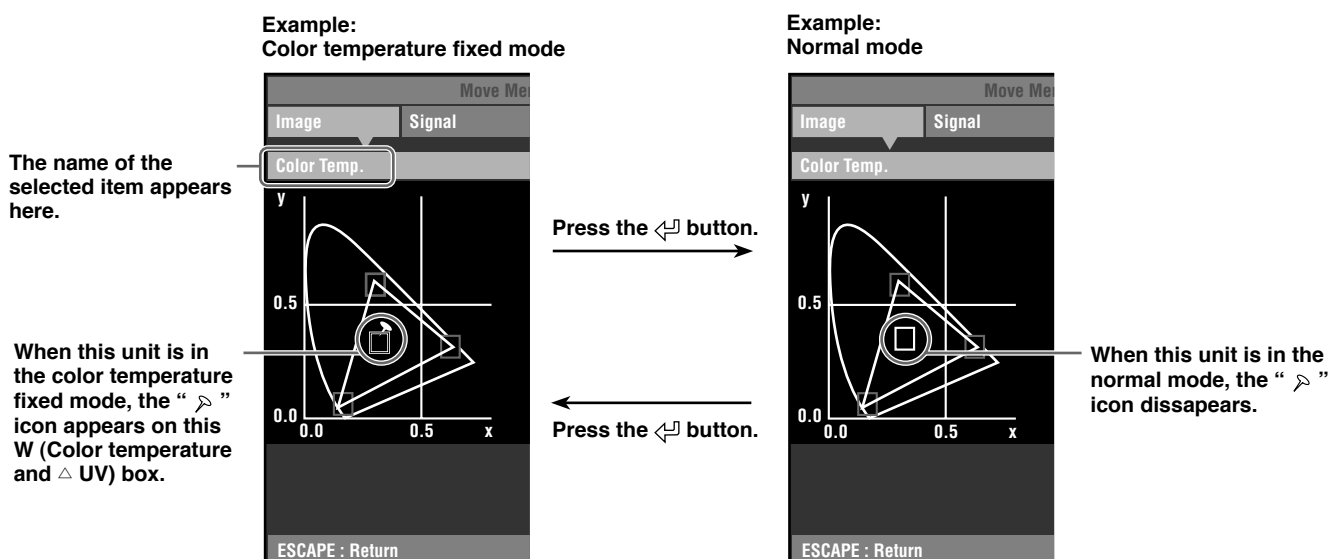 Example:
Color temperature fixed mode
Move Me
Image
Signal
Color Temp.
y
0.5
0.0
0.0
0.5
x
ESCAPE : Return
The name of the
selected item appears
here.
When this unit is in
the color temperature
fixed mode, the “ ”
icon appears on this
W (Color temperature
and △ UV) box.
Press the button.
Press the button.
Example:
Normal mode
Move Me
Image
Signal
Color Temp.
y
0.5
0.0
0.0
0.5
x
ESCAPE : Return
When this unit is in the
normal mode, the “ ”
icon dissapears.